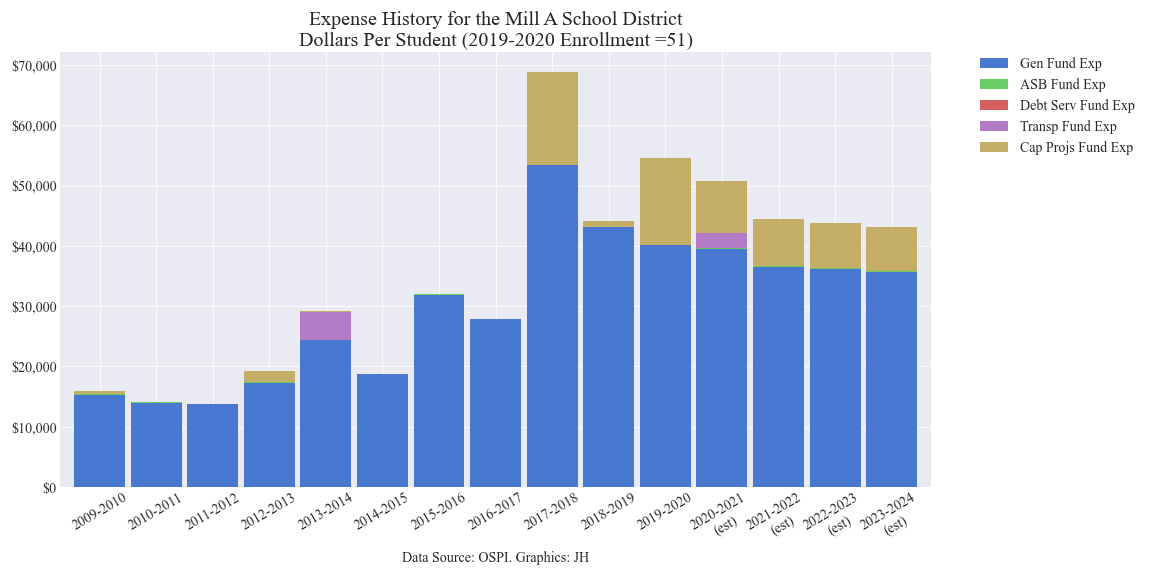 Expense History for the Mill A School District
Dollars Per Student (2019-2020 Enrollment =51)
$70,000
$60,000
$50,000
$40,000
$30,000
$20,000
$10,000
$0
2009-2010
2010-2011
2011-2012
2012-2013
2013-2014
2014-2015
2015-2016
2016-2017
2017-2018
2018-2019
2019-2020
2020-2021
(est)
2021-2022
(est)
2022-2023
(est)
2023-2024
(est)
Data Source: OSPI. Graphics: JH
Gen Fund Exp
ASB Fund Exp
Debt Serv Fund Exp
Transp Fund Exp
Cap Projs Fund Exp